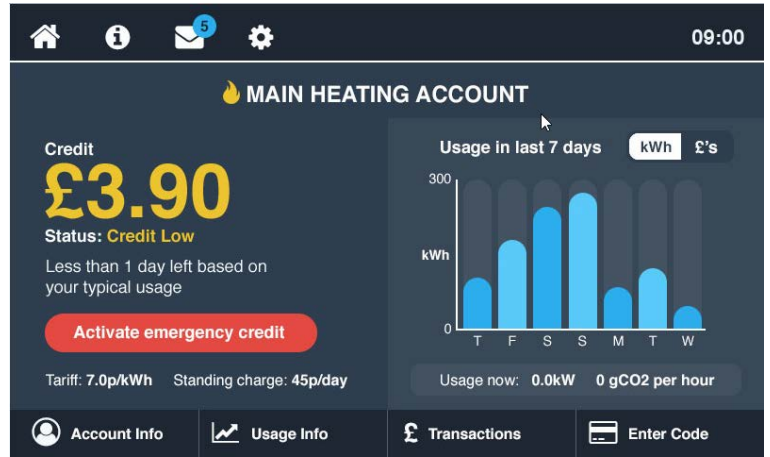 5
09:00
MAIN HEATING ACCOUNT
Credit
£3.90
Status: Credit Low
Less than 1 day left based on
your typical usage
Activate emergency credit
Tariff: 7.0p/kWh Standing charge: 45p/day
Usage in last 7 days
kWh £'s
300
kWh
0
T F S S M T W
Usage now: 0.0kW 0 gCO2 per hour
Account Info
Usage Info
£ Transactions
Enter Code